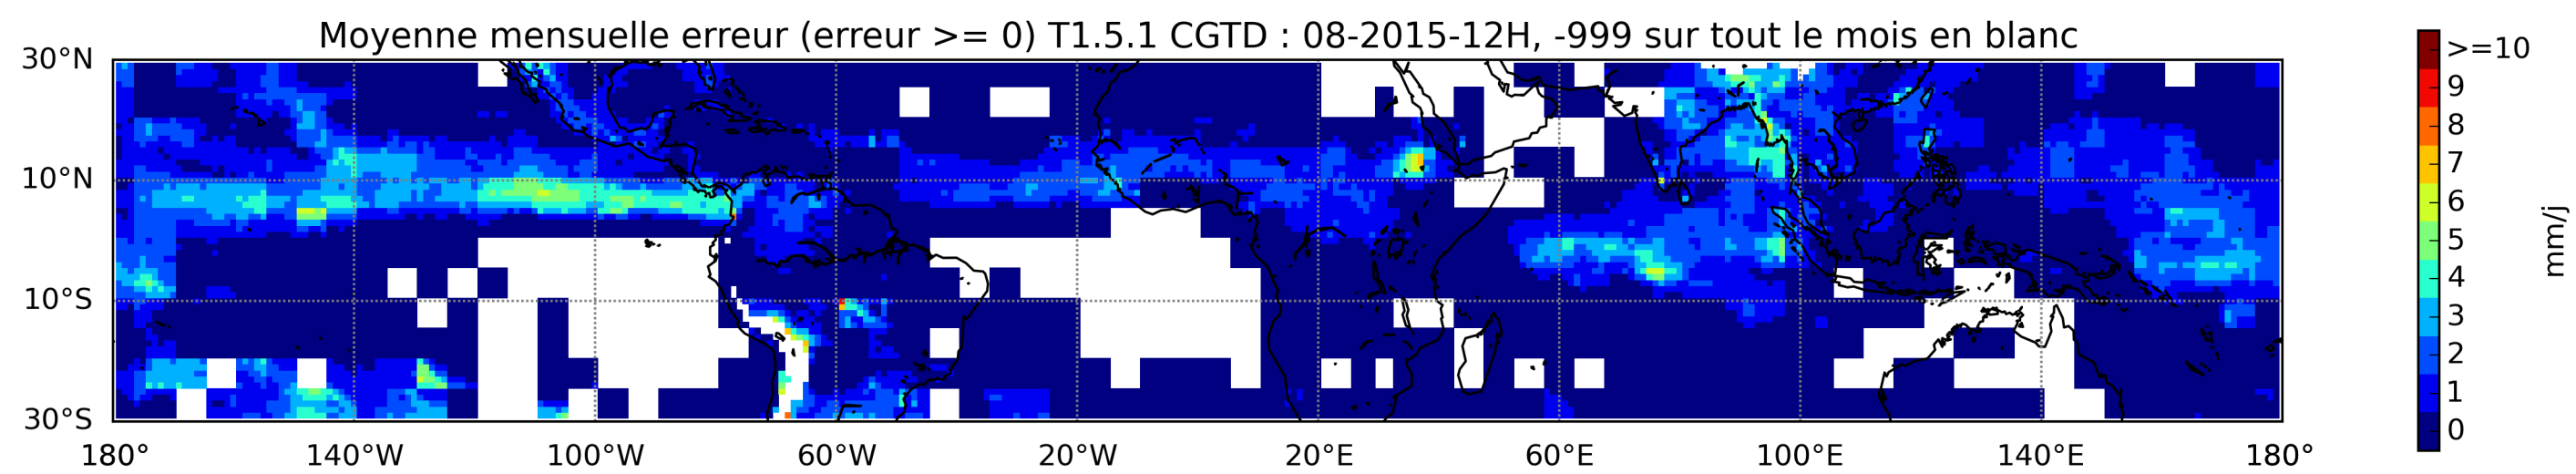 Moyenne mensuelle erreur (erreur >= 0) T1.5.1 CGTD : 08-2015-12H, -999 sur tout le mois en blanc
30°N
10°N
10°S
30°S
180°
140°W
100°W
60°W
20°W
20°E
60°E
100°E
140°E
180°
>=10
9
8
7
6
5
4
3
2
1
0
mm/j